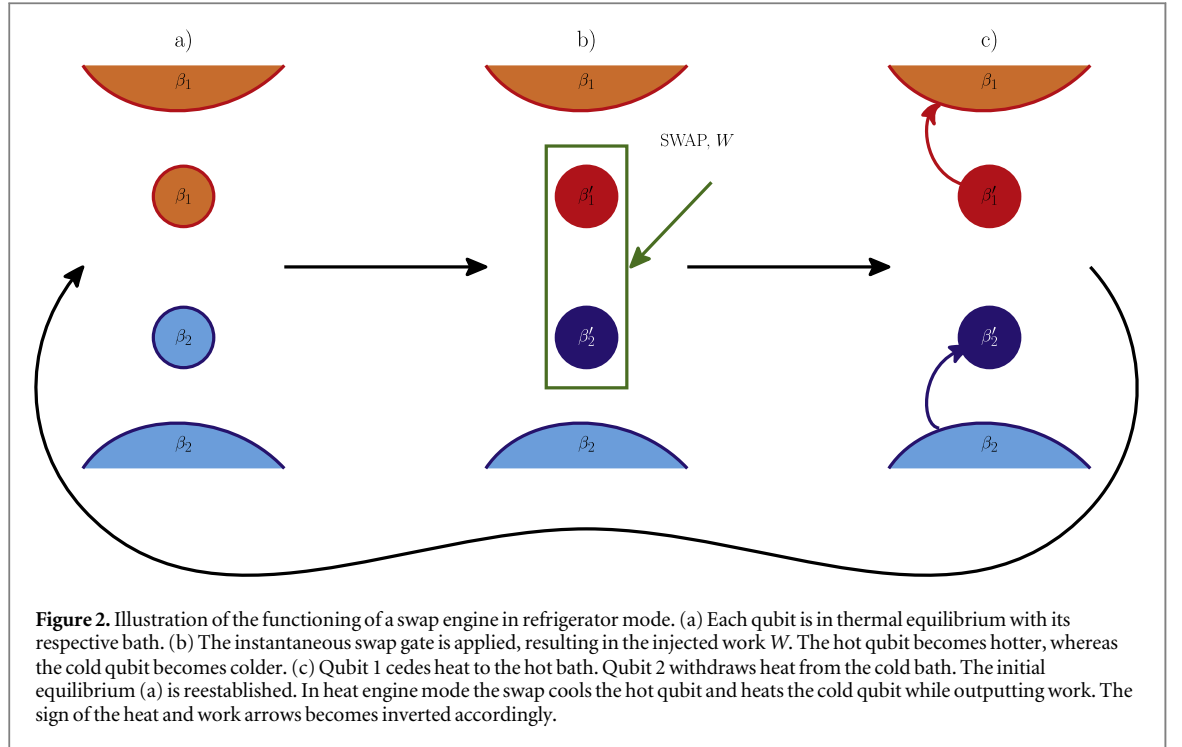 a)
b)
c)
β₁
β₁
β₁
SWAP, W
β₁
β′₁
β′₁
β₂
β′₂
β′₂
β₂
β₂
β₂
Figure 2. Illustration of the functioning of a swap engine in refrigerator mode. (a) Each qubit is in thermal equilibrium with its
respective bath. (b) The instantaneous swap gate is applied, resulting in the injected work W. The hot qubit becomes hotter, whereas
the cold qubit becomes colder. (c) Qubit 1 cedes heat to the hot bath. Qubit 2 withdraws heat from the cold bath. The initial
equilibrium (a) is reestablished. In heat engine mode the swap cools the hot qubit and heats the cold qubit while outputting work. The
sign of the heat and work arrows becomes inverted accordingly.